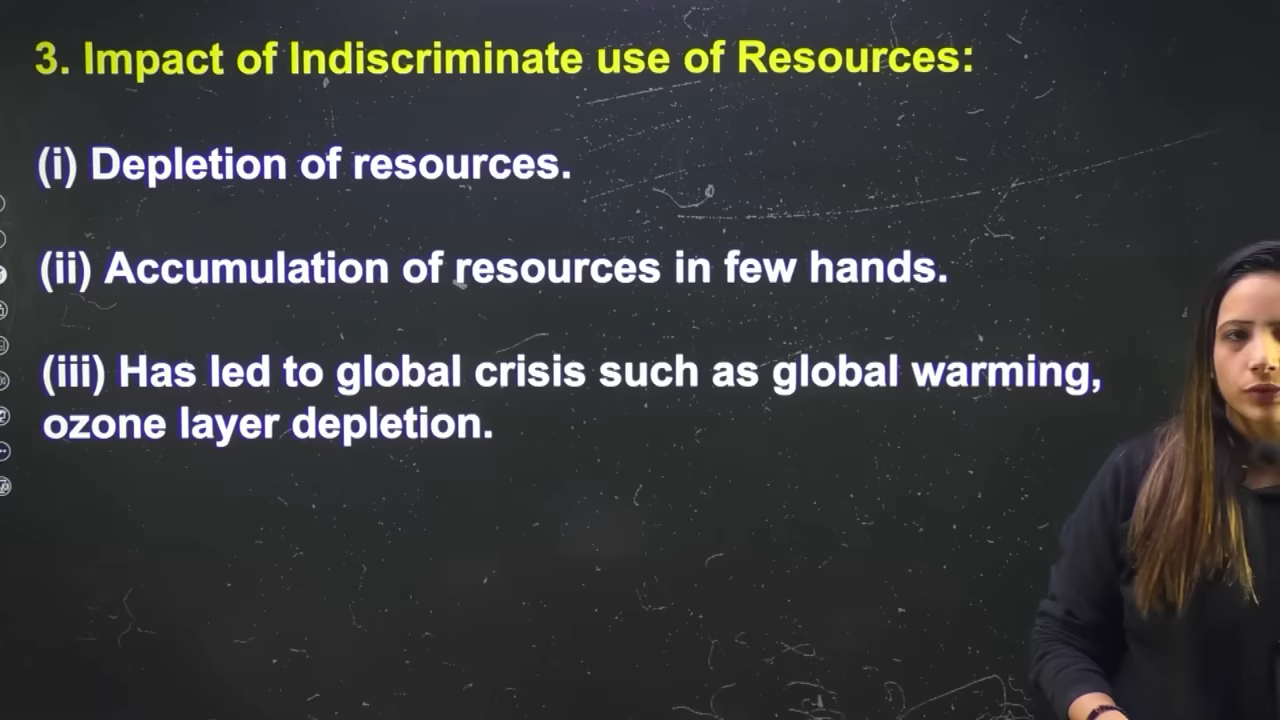 3. Impact of Indiscriminate use of Resources:
(i) Depletion of resources.
(ii) Accumulation of resources in few hands.
(iii) Has led to global crisis such as global warming,
ozone layer depletion.